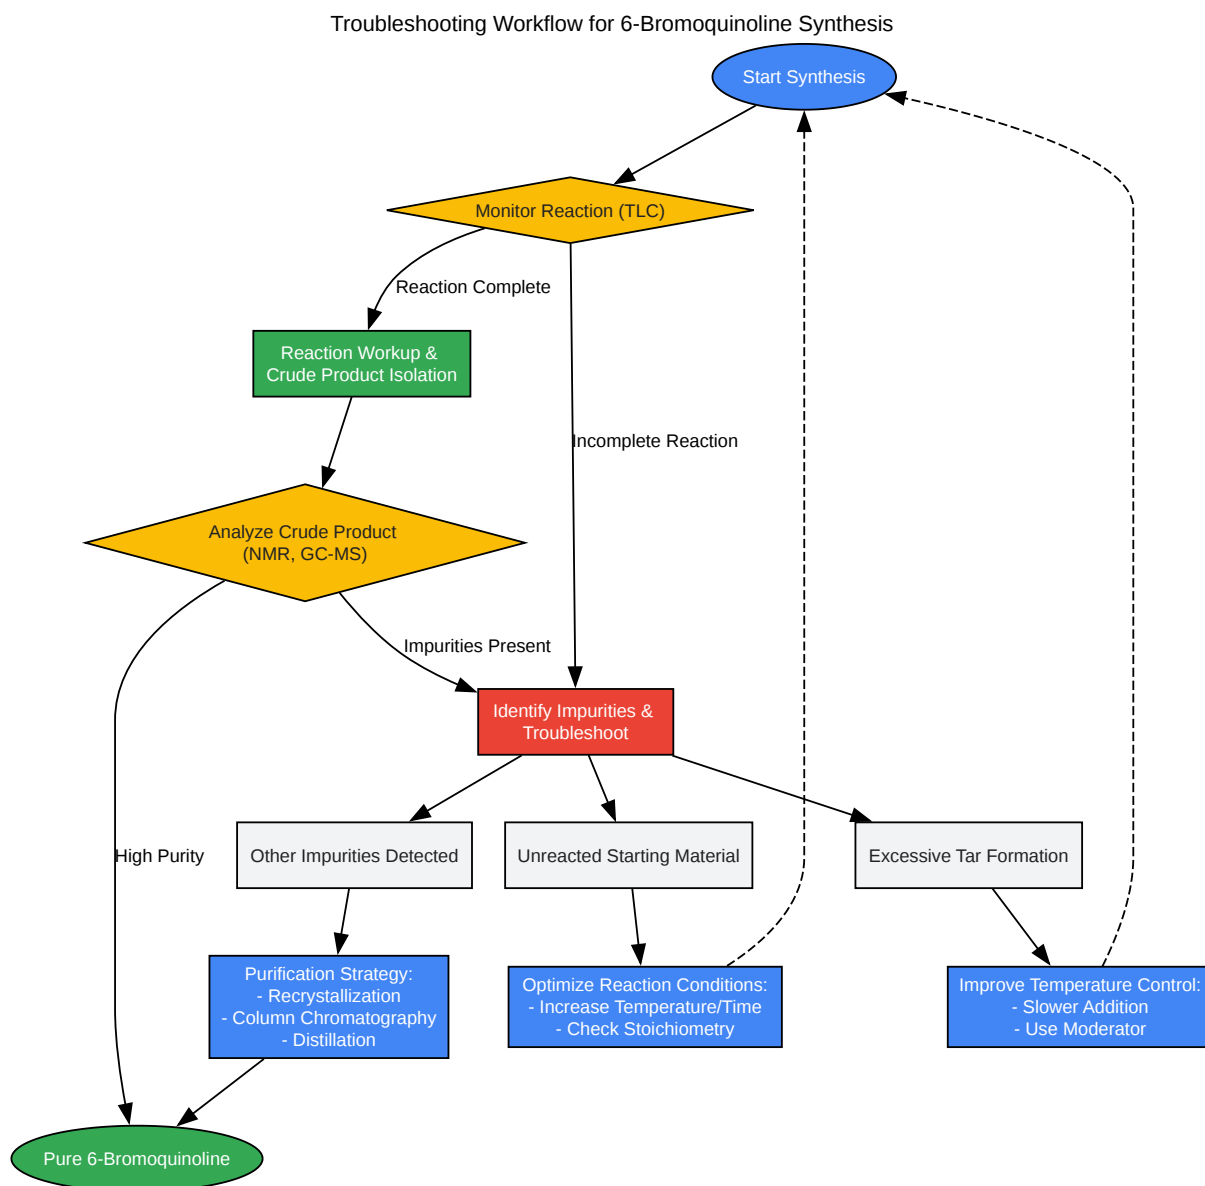 Troubleshooting Workflow for 6-Bromoquinoline Synthesis
Start Synthesis
Monitor Reaction (TLC)
Reaction Complete
Reaction Workup &
Crude Product Isolation
Incomplete Reaction
Analyze Crude Product
(NMR, GC-MS)
Impurities Present
Identify Impurities &
Troubleshoot
High Purity
Other Impurities Detected
Unreacted Starting Material
Excessive Tar Formation
Purification Strategy:
- Recrystallization
- Column Chromatography
- Distillation
Optimize Reaction Conditions:
- Increase Temperature/Time
- Check Stoichiometry
Improve Temperature Control:
- Slower Addition
- Use Moderator
Pure 6-Bromoquinoline